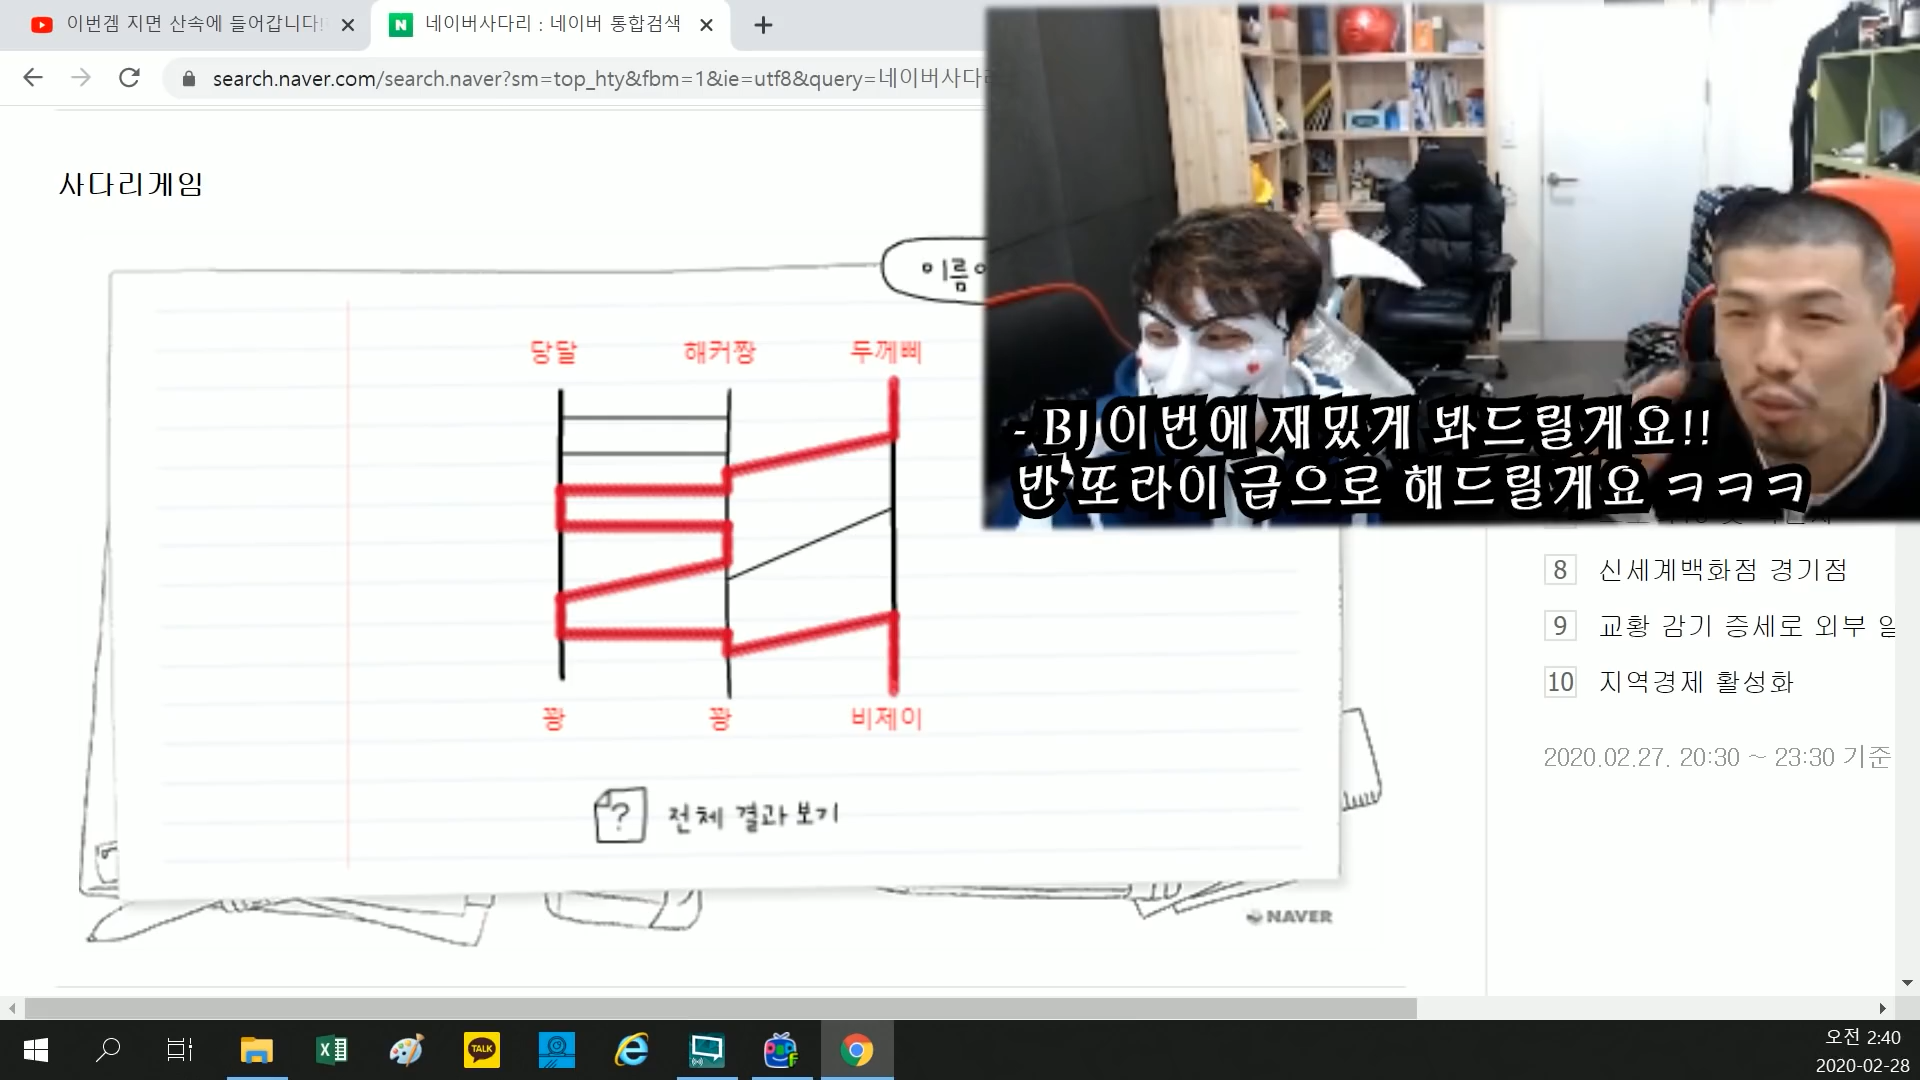 이번겜 지면 산속에 들어갑니다!
네이버사다리 : 네이버 통합검색
search.naver.com/search.naver?sm=top_hty&fbm=1&ie=utf8&query=네이버사다리
사다리게임
이름
당달 해커짱 두께삐
꽝 꽝 비제이
? 전체 결과 보기
NAVER
- BJ 이번에 재밌게 봐드릴게요!!
반 또라이 급으로 해드릴게요 ㅋㅋㅋ
8 신세계백화점 경기점
9 교황 감기 증세로 외부 일
10 지역경제 활성화
2020.02.27. 20:30 ~ 23:30 기준
TALK
오전 2:40
2020-02-28